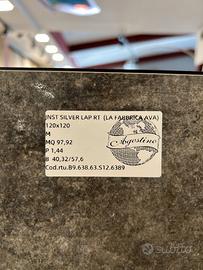 JNST SILVER LAP RT (LA FABBRICA AVA)
120x120
M
MQ 97,92
P 1,44
B 40,32/57,6
Cod.rtu.B9.638.63.S12.6389
Agostino
subito